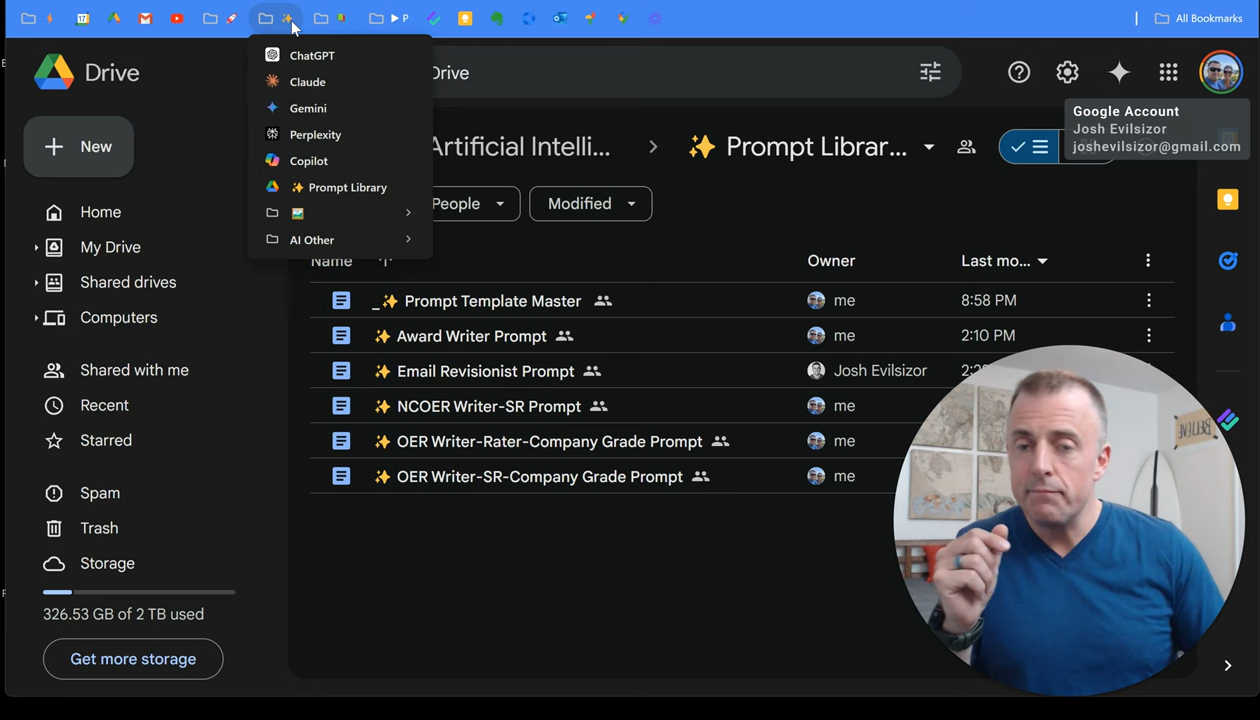 ▶ P
All Bookmarks
ChatGPT
Claude
Gemini
Perplexity
Copilot
✨ Prompt Library
AI Other
Drive
Drive
Google Account
Josh Evilsizor
joshevilsizor@gmail.com
New
Artificial Intelli...
✨ Prompt Librar...
People
Modified
Home
My Drive
Shared drives
Computers
Shared with me
Recent
Starred
Spam
Trash
Storage
326.53 GB of 2 TB used
Get more storage
Name
Owner
Last mo...
_✨ Prompt Template Master
me
8:58 PM
✨ Award Writer Prompt
me
2:10 PM
✨ Email Revisionist Prompt
Josh Evilsizor
✨ NCOER Writer-SR Prompt
me
✨ OER Writer-Rater-Company Grade Prompt
me
✨ OER Writer-SR-Company Grade Prompt
me
BELIEVE